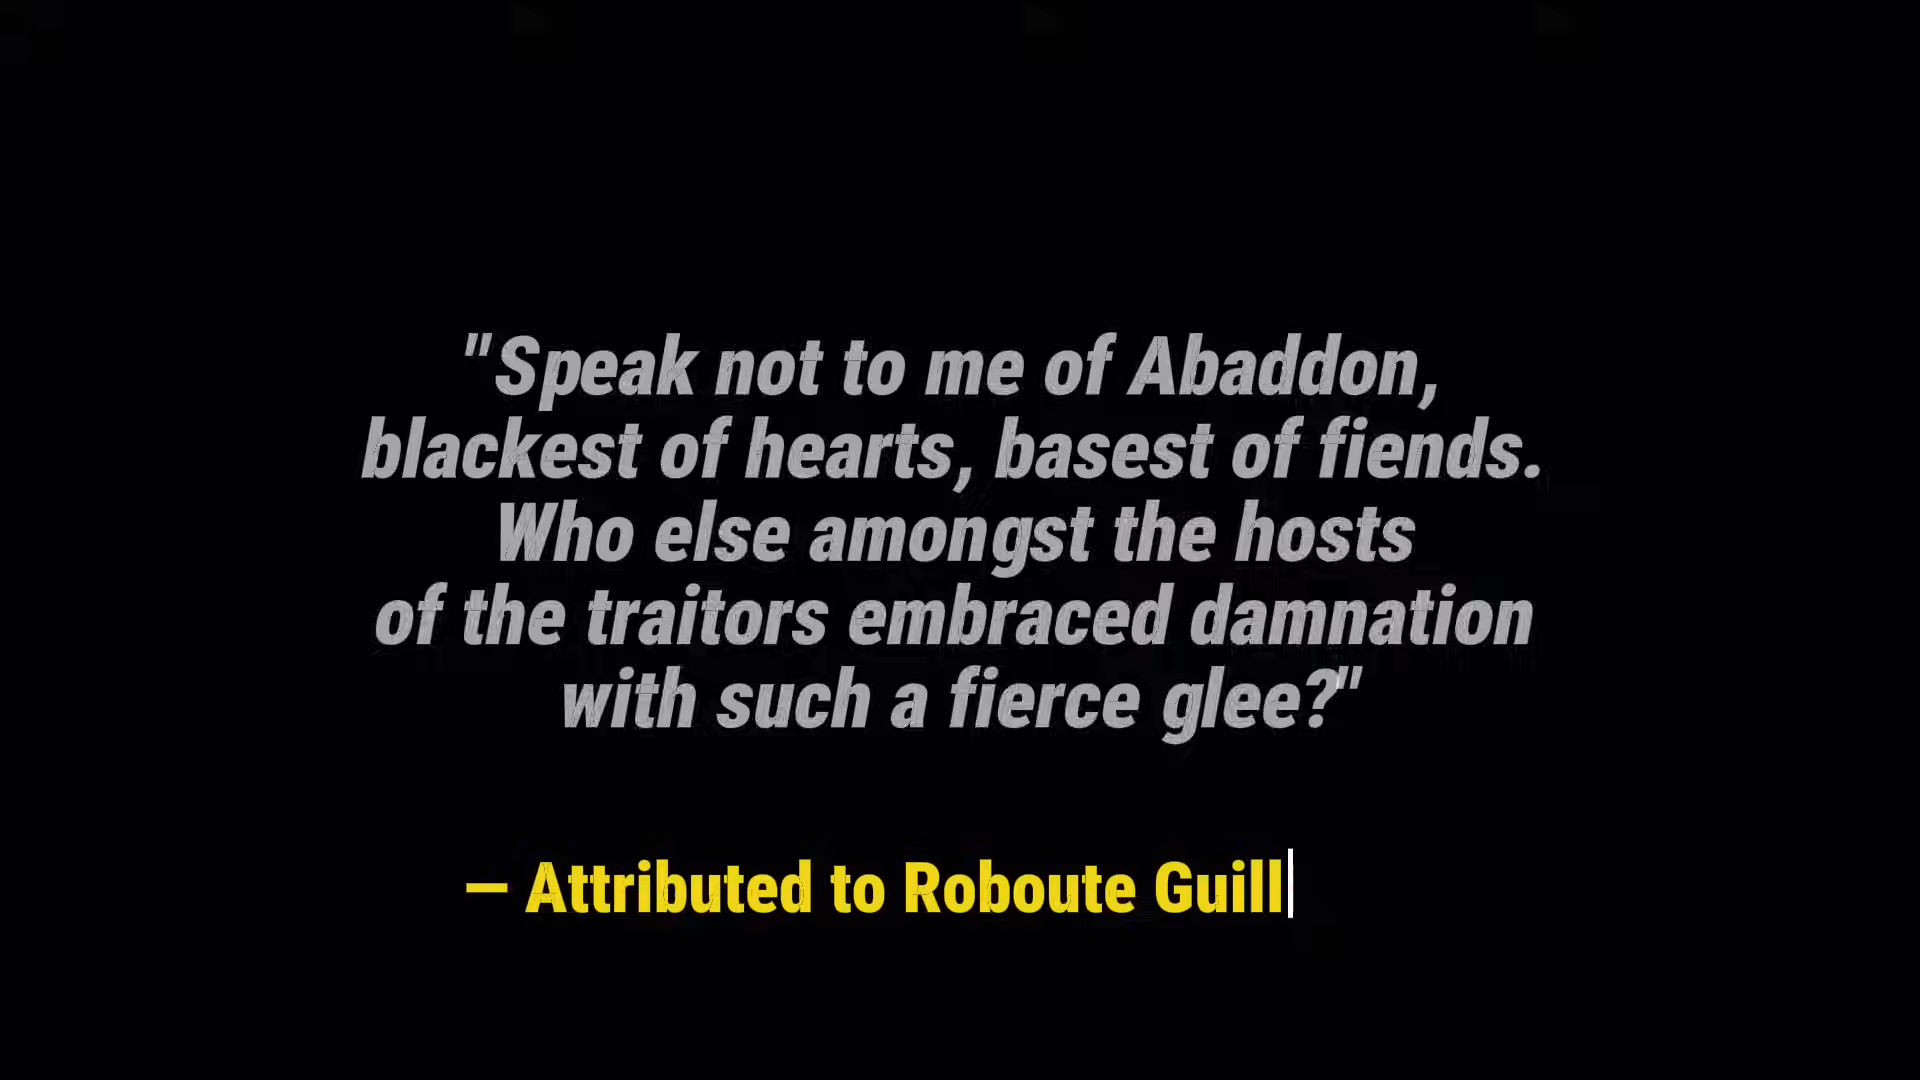 "Speak not to me of Abaddon,
blackest of hearts, basest of fiends.
Who else amongst the hosts
of the traitors embraced damnation
with such a fierce glee?"
— Attributed to Roboute Guill